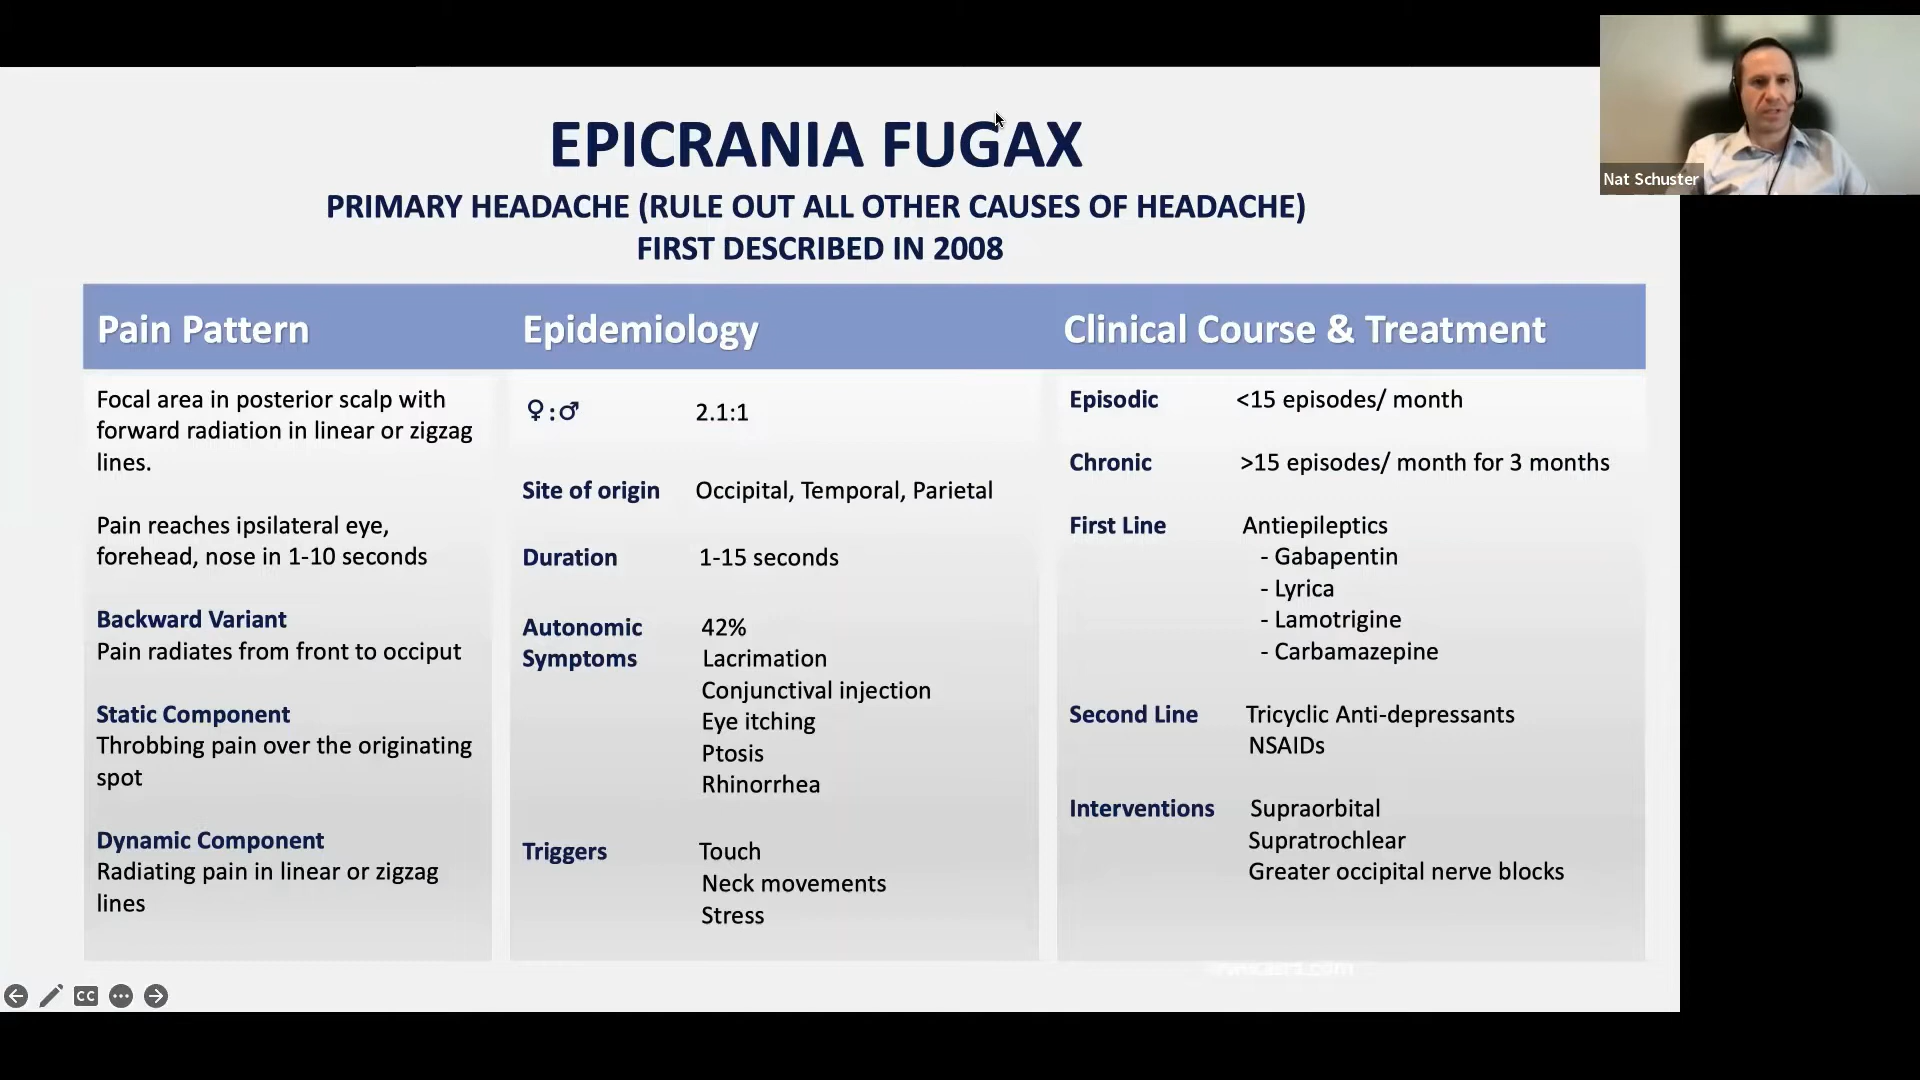 EPICRANIA FUGAX
PRIMARY HEADACHE (RULE OUT ALL OTHER CAUSES OF HEADACHE)
FIRST DESCRIBED IN 2008
Nat Schuster
Pain Pattern
Focal area in posterior scalp with
forward radiation in linear or zigzag
lines.
Pain reaches ipsilateral eye,
forehead, nose in 1-10 seconds
Backward Variant
Pain radiates from front to occiput
Static Component
Throbbing pain over the originating
spot
Dynamic Component
Radiating pain in linear or zigzag
lines
Epidemiology
♀:♂ 2.1:1
Site of origin Occipital, Temporal, Parietal
Duration 1-15 seconds
Autonomic 42%
Symptoms Lacrimation
Conjunctival injection
Eye itching
Ptosis
Rhinorrhea
Triggers Touch
Neck movements
Stress
Clinical Course & Treatment
Episodic <15 episodes/ month
Chronic >15 episodes/ month for 3 months
First Line Antiepileptics
- Gabapentin
- Lyrica
- Lamotrigine
- Carbamazepine
Second Line Tricyclic Anti-depressants
NSAIDs
Interventions Supraorbital
Supratrochlear
Greater occipital nerve blocks
CC